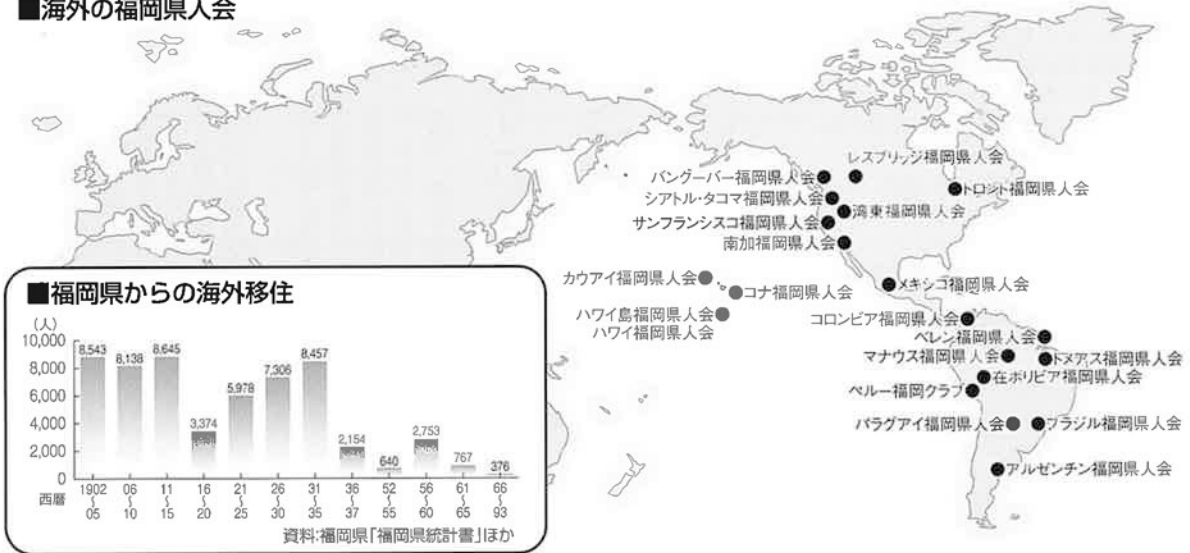 ■海外の福岡県人会
レスブリッジ福岡県人会
バンクーバー福岡県人会
トロント福岡県人会
シアトル・タコマ福岡県人会
湾東福岡県人会
サンフランシスコ福岡県人会
南加福岡県人会
カウアイ福岡県人会
コナ福岡県人会
メキシコ福岡県人会
ハワイ島福岡県人会
ハワイ福岡県人会
コロンビア福岡県人会
ベレン福岡県人会
マナウス福岡県人会
トメアス福岡県人会
在ボリビア福岡県人会
ペルー福岡クラブ
パラグアイ福岡県人会
ブラジル福岡県人会
アルゼンチン福岡県人会
■福岡県からの海外移住
(人)
10,000
8,000
6,000
4,000
2,000
0
8,543
8,138
8,645
3,374
5,978
7,306
8,457
2,154
640
2,753
767
376
西暦
1902〜05
06〜10
11〜15
16〜20
21〜25
26〜30
31〜35
36〜37
52〜55
56〜60
61〜65
66〜93
資料:福岡県「福岡県統計書」ほか